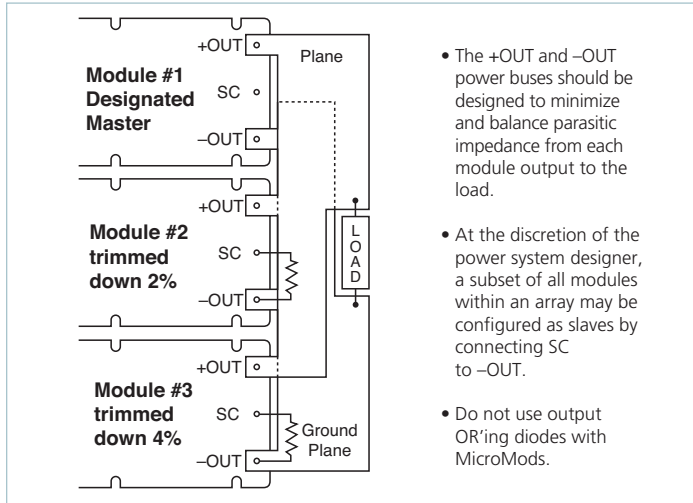 +OUT
Plane
Module #1
Designated
Master
SC
–OUT
+OUT
Module #2
trimmed
down 2%
SC
–OUT
LOAD
+OUT
Module #3
trimmed
down 4%
SC
Ground
Plane
–OUT
• The +OUT and –OUT
power buses should be
designed to minimize
and balance parasitic
impedance from each
module output to the
load.
• At the discretion of the
power system designer,
a subset of all modules
within an array may be
configured as slaves by
connecting SC
to –OUT.
• Do not use output
OR'ing diodes with
MicroMods.